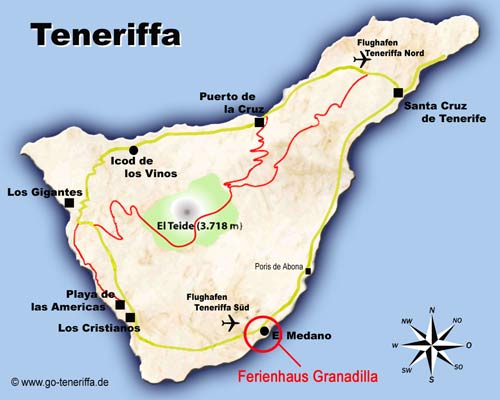 Teneriffa
Flughafen
Teneriffa Nord
Puerto de
la Cruz
Santa Cruz
de Tenerife
Icod de
los Vinos
Los Gigantes
El Teide (3.718 m)
Poris de Abona
Playa de
las Americas
Flughafen
Teneriffa Süd
Los Cristianos
El Medano
Ferienhaus Granadilla
N
NO
O
SO
S
SO
W
NW
© www.go-teneriffa.de